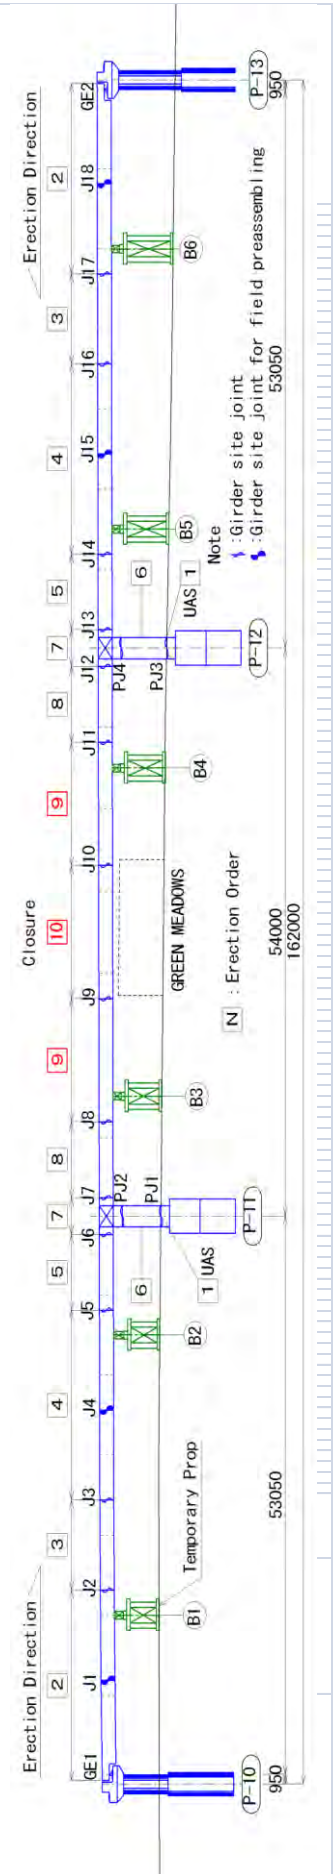 Erection Direction Closure Erection Direction
2 3 4 5 7 8 9 10 9 8 7 5 4 3 2
GE1 J1 J2 J3 J4 J5 J6 J7 J8 J9 J10 J11 J12 J13 J14 J15 J16 J17 J18 GE2
PJ2 PJ4
6 6
PJ1 PJ3
Temporary Prop GREEN MEADOWS
B1 B2 B3 B4 B5 B6
1 UAS UAS 1
Note
:Girder site joint
:Girder site joint for field preassembling
N : Erection Order
P-10 P-11 P-12 P-13
950 53050 54000 53050 950
162000